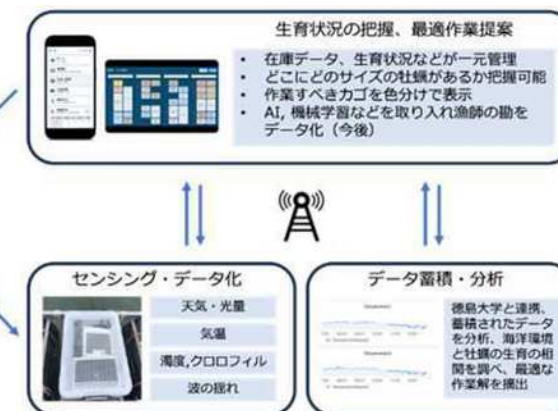 生育状況の把握、最適作業提案
• 在庫データ、生育状況などが一元管理
• どこにどのサイズの牡蠣があるか把握可能
• 作業すべきカゴを色分けで表示
• AI, 機械学習などを取り入れ漁師の勘を
データ化（今後）
センシング・データ化
天気・光量
気温
濁度,クロロフィル
波の揺れ
データ蓄積・分析
徳島大学と連携、
蓄積されたデータ
を分析、海洋環境
と牡蠣の生育の相
関を調べ、最適な
作業解を摘出